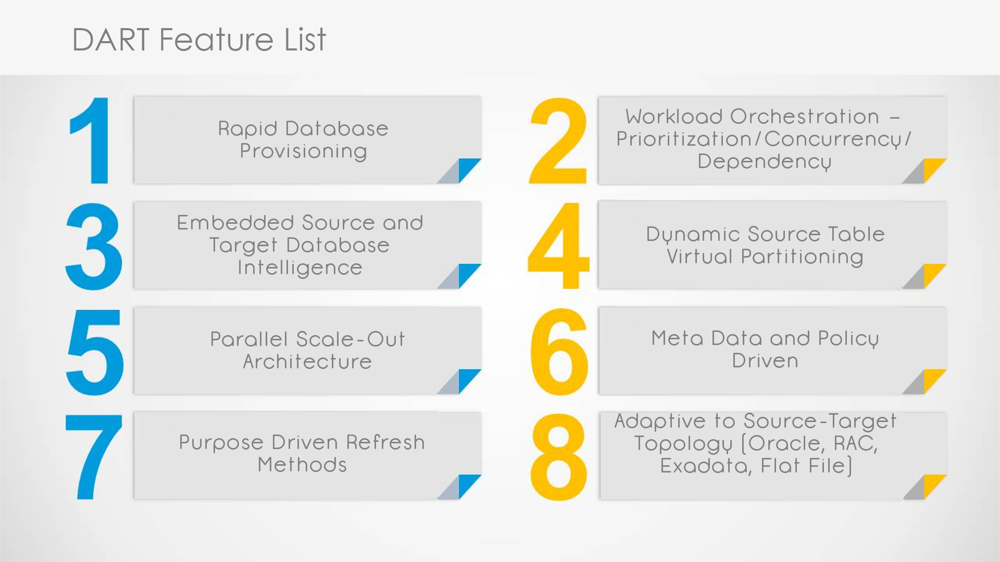 DART Feature List
1
Rapid Database
Provisioning
2
Workload Orchestration –
Prioritization/Concurrency/
Dependency
3
Embedded Source and
Target Database
Intelligence
4
Dynamic Source Table
Virtual Partitioning
5
Parallel Scale-Out
Architecture
6
Meta Data and Policy
Driven
7
Purpose Driven Refresh
Methods
8
Adaptive to Source-Target
Topology (Oracle, RAC,
Exadata, Flat File)